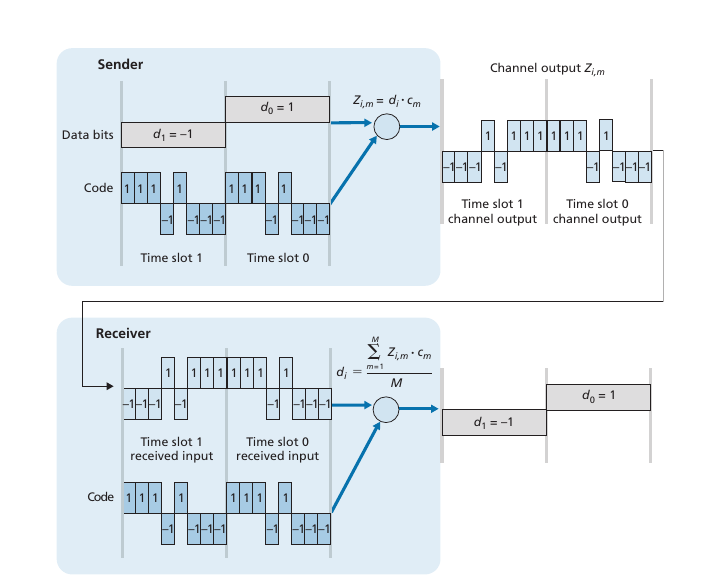 Sender
Z_{i,m} = d_i · c_m
Data bits
d_1 = –1
d_0 = 1
Code
1 1 1 –1 1 –1 –1 –1 1 1 1 –1 1 –1 –1 –1
Time slot 1
Time slot 0
Channel output Z_{i,m}
–1 –1 –1 1 –1 1 1 1 1 1 1 –1 1 –1 –1 –1
Time slot 1
channel output
Time slot 0
channel output
Receiver
–1 –1 –1 1 –1 1 1 1 1 1 1 –1 1 –1 –1 –1
Time slot 1
received input
Time slot 0
received input
d_i = \frac{\sum_{m=1}^{M} Z_{i,m} · c_m}{M}
Code
1 1 1 –1 1 –1 –1 –1 1 1 1 –1 1 –1 –1 –1
d_1 = –1
d_0 = 1